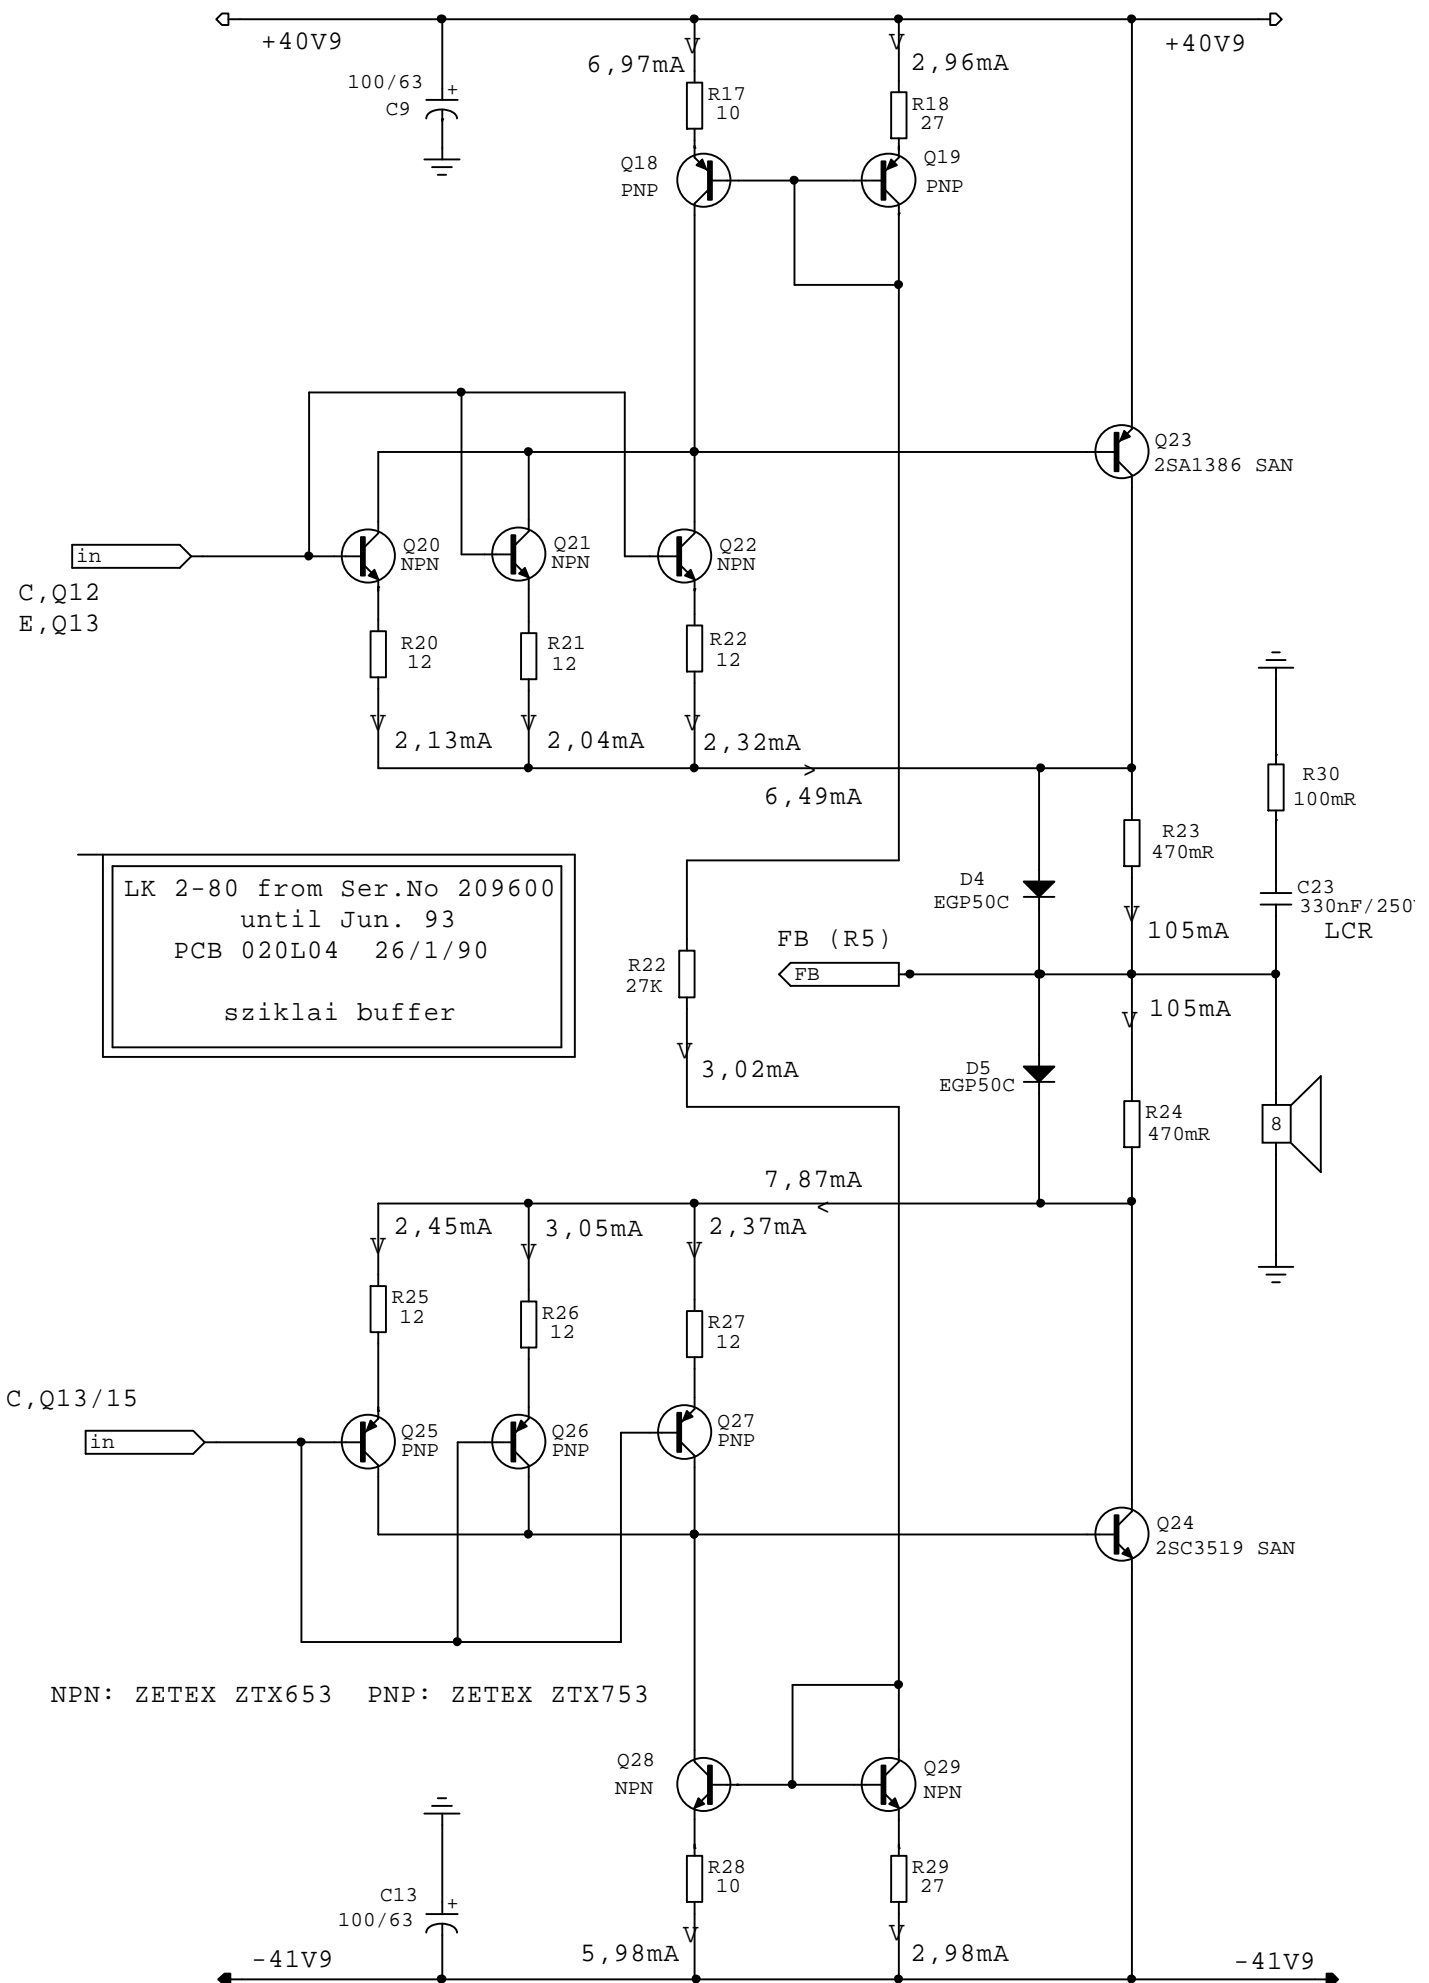 +40V9
+40V9
6,97mA
2,96mA
100/63
+
C9
R17
10
R18
27
Q18
PNP
Q19
PNP
Q23
2SA1386 SAN
in
C,Q12
E,Q13
Q20
NPN
Q21
NPN
Q22
NPN
R20
12
R21
12
R22
12
2,13mA
2,04mA
2,32mA
6,49mA
R30
100mR
R23
470mR
LK 2-80 from Ser.No 209600
until Jun. 93
PCB 020L04 26/1/90
sziklai buffer
D4
EGP50C
C23
330nF/250
LCR
105mA
FB (R5)
FB
R22
27K
105mA
3,02mA
D5
EGP50C
R24
470mR
8
7,87mA
2,45mA
3,05mA
2,37mA
R25
12
R26
12
R27
12
C,Q13/15
in
Q25
PNP
Q26
PNP
Q27
PNP
Q24
2SC3519 SAN
NPN: ZETEX ZTX653 PNP: ZETEX ZTX753
Q28
NPN
Q29
NPN
R28
10
R29
27
C13
+
100/63
5,98mA
2,98mA
-41V9
-41V9